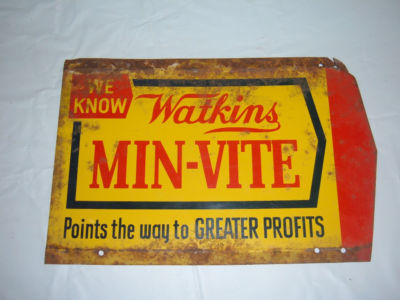 WE
KNOW
Watkins
MIN-VITE
Points the way to GREATER PROFITS